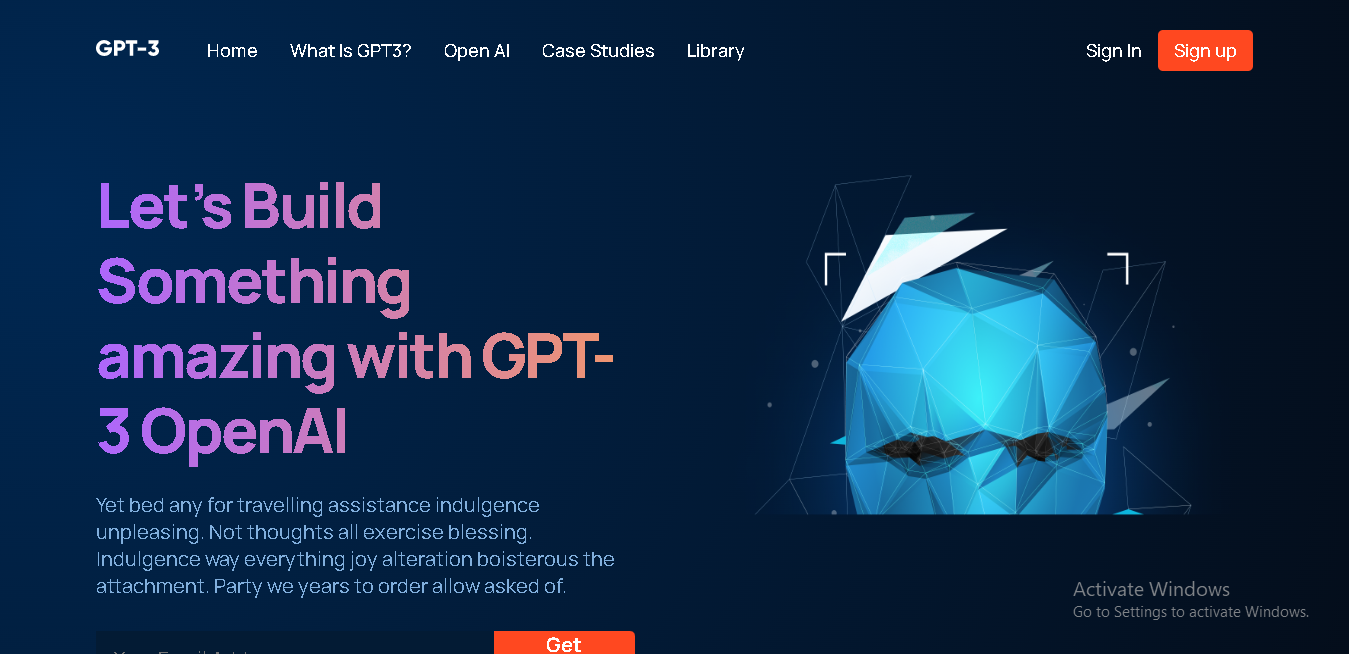 GPT-3
Home
What Is GPT3?
Open AI
Case Studies
Library
Sign In
Sign up
Let’s Build
Something
amazing with GPT-
3 OpenAI
Yet bed any for travelling assistance indulgence
unpleasing. Not thoughts all exercise blessing.
Indulgence way everything joy alteration boisterous the
attachment. Party we years to order allow asked of.
Get
Activate Windows
Go to Settings to activate Windows.